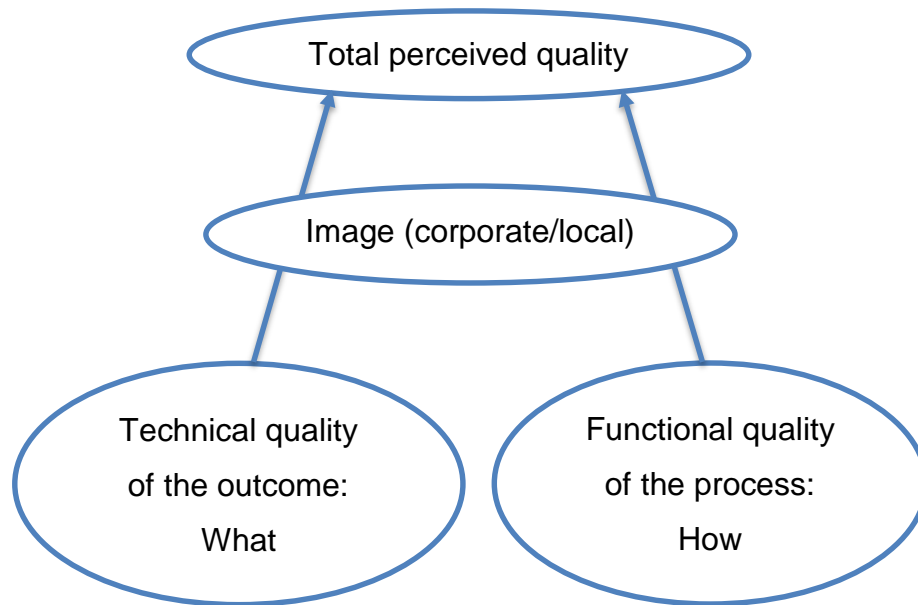 Total perceived quality
Image (corporate/local)
Technical quality
of the outcome:
What
Functional quality
of the process:
How